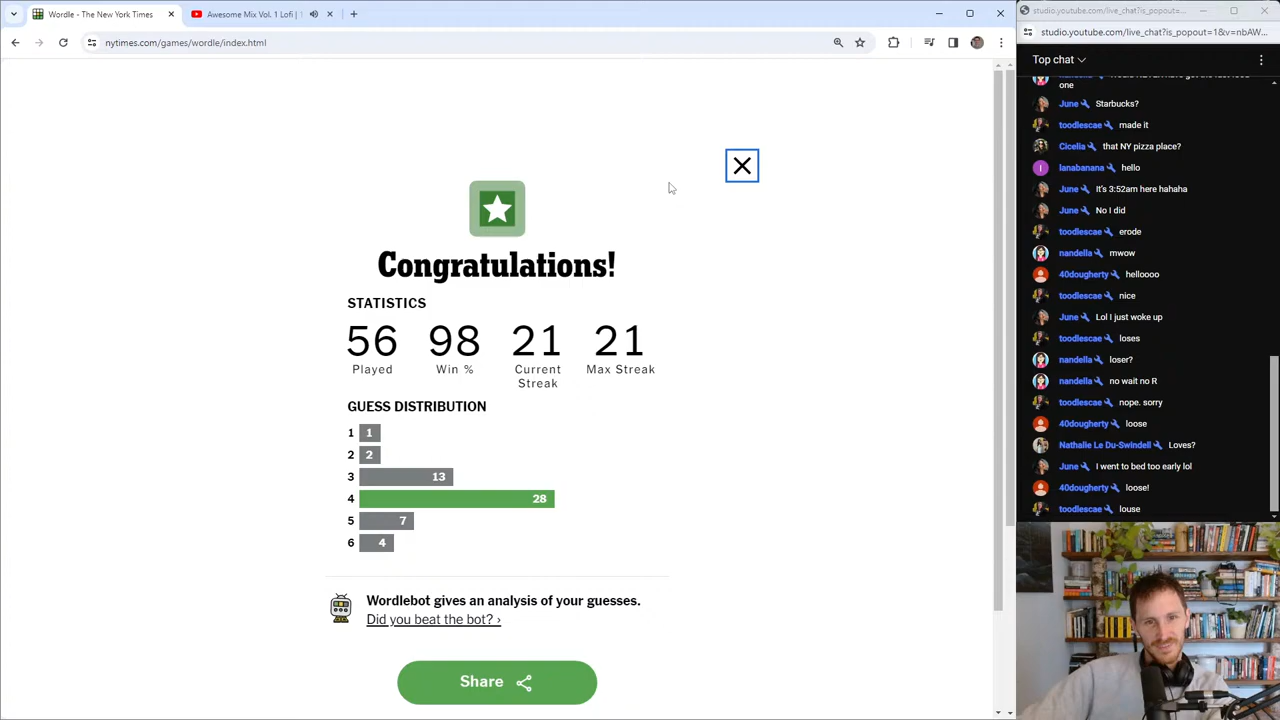 Wordle - The New York Times
Awesome Mix Vol. 1 Lofi |
nytimes.com/games/wordle/index.html
Congratulations!
STATISTICS
56 98 21 21
Played Win % Current Streak Max Streak
GUESS DISTRIBUTION
1 1
2 2
3 13
4 28
5 7
6 4
Wordlebot gives an analysis of your guesses.
Did you beat the bot? ›
Share
studio.youtube.com/live_chat?is_popout=...
studio.youtube.com/live_chat?is_popout=1&v=nbAW...
Top chat
one
June Starbucks?
toodlescae made it
Cicelia that NY pizza place?
I lanabanana hello
June It's 3:52am here hahaha
June No I did
toodlescae erode
nandella mwow
40dougherty helloooo
toodlescae nice
June Lol I just woke up
toodlescae loses
nandella loser?
nandella no wait no R
toodlescae nope. sorry
40dougherty loose
Nathalie Le Du-Swindell Loves?
June I went to bed too early lol
40dougherty loose!
toodlescae louse